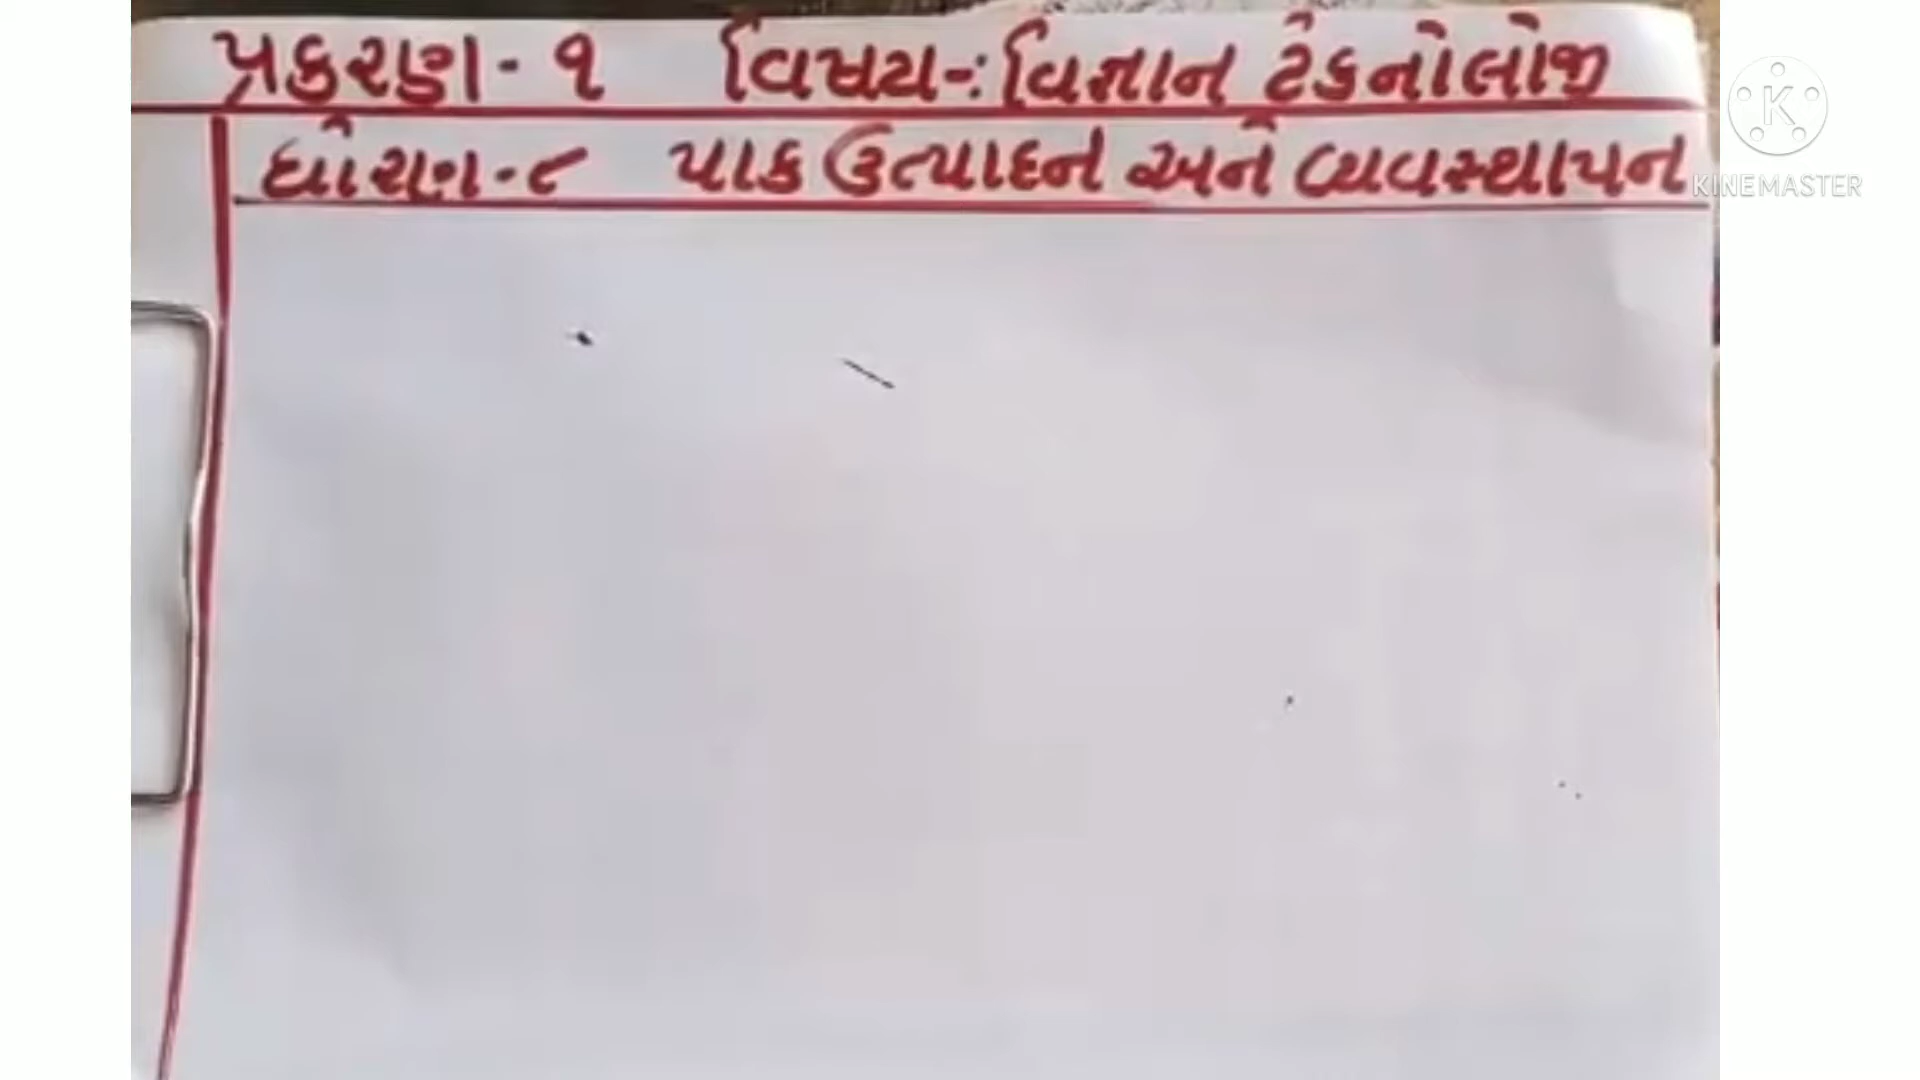 પ્રકરણ - ૧ વિષય -: વિજ્ઞાન ટેકનોલોજી
ધોરણ - ૮ પાક ઉત્પાદન અને વ્યવસ્થાપન
KINEMASTER